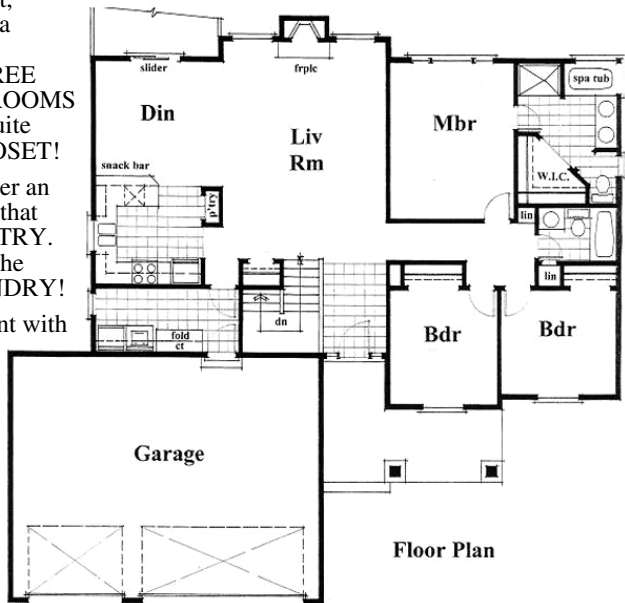 t,
a
REE
ROOMS
uite
OSET!
er an
that
TRY.
he
NDRY!
nt with
slider
frplc
spa tub
Din
Mbr
Liv
Rm
snack bar
W.I.C.
p'try
lin
lin
dn
Bdr
Bdr
fold
ct
Garage
Floor Plan